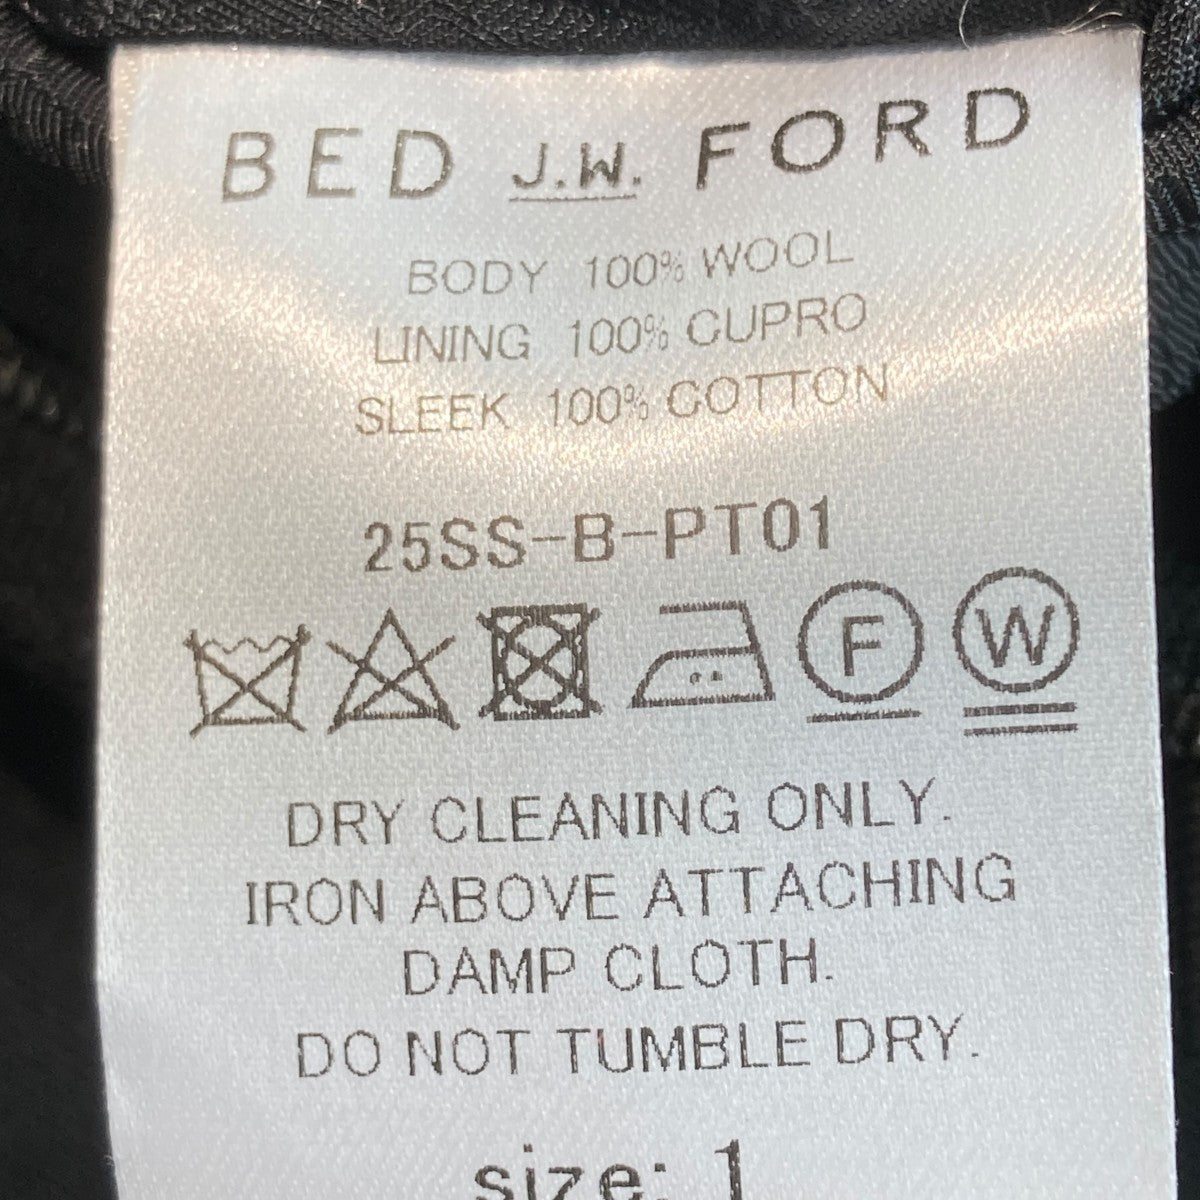 BED J.W. FORD
BODY 100% WOOL
LINING 100% CUPRO
SLEEK 100% COTTON
25SS-B-PT01
F W
DRY CLEANING ONLY.
IRON ABOVE ATTACHING
DAMP CLOTH.
DO NOT TUMBLE DRY.
size: 1